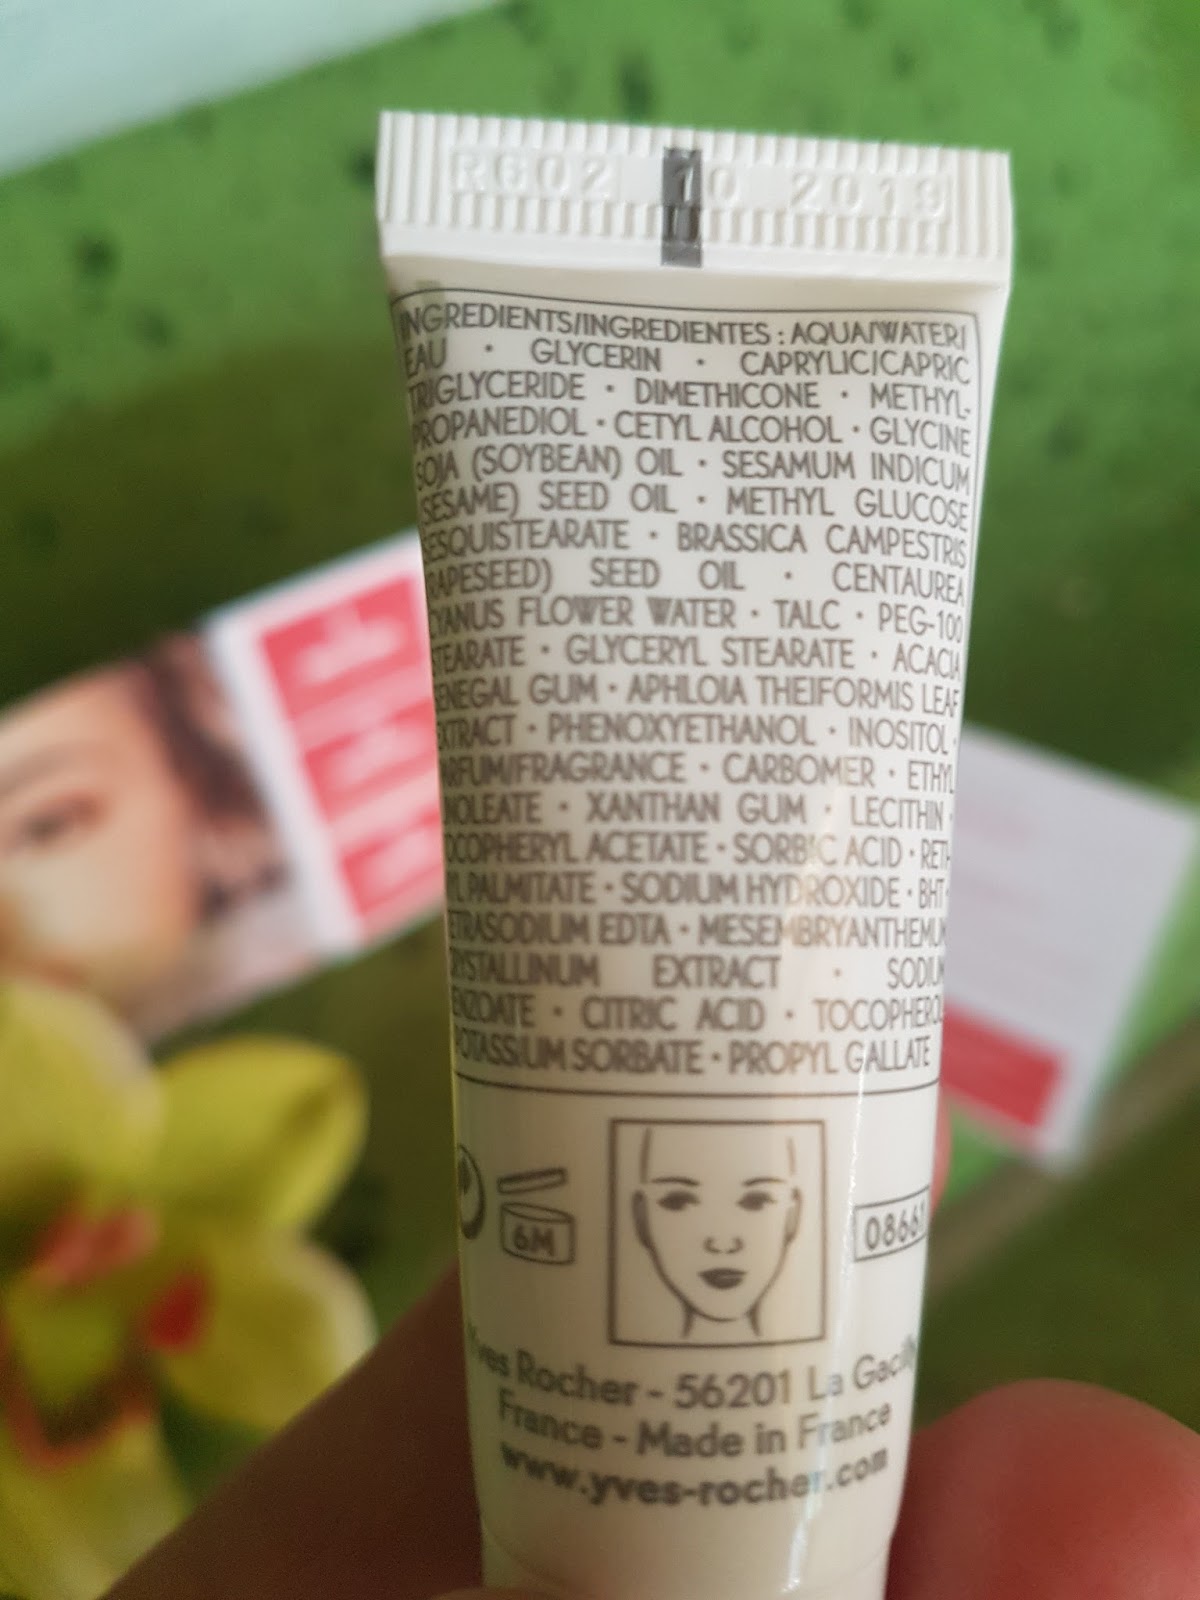 R602 10 2019
INGREDIENTS/INGREDIENTES : AQUA/WATER/
EAU · GLYCERIN · CAPRYLIC/CAPRIC
TRIGLYCERIDE · DIMETHICONE · METHYL-
PROPANEDIOL · CETYL ALCOHOL · GLYCINE
SOJA (SOYBEAN) OIL · SESAMUM INDICUM
(SESAME) SEED OIL · METHYL GLUCOSE
SESQUISTEARATE · BRASSICA CAMPESTRIS
(RAPESEED) SEED OIL · CENTAUREA
CYANUS FLOWER WATER · TALC · PEG-100
STEARATE · GLYCERYL STEARATE · ACACIA
SENEGAL GUM · APHLOIA THEIFORMIS LEAF
EXTRACT · PHENOXYETHANOL · INOSITOL ·
PARFUM/FRAGRANCE · CARBOMER · ETHYL
LINOLEATE · XANTHAN GUM · LECITHIN ·
TOCOPHERYL ACETATE · SORBIC ACID · RETI-
NYL PALMITATE · SODIUM HYDROXIDE · BHT ·
TETRASODIUM EDTA · MESEMBRYANTHEMUM
CRYSTALLINUM EXTRACT · SODIUM
BENZOATE · CITRIC ACID · TOCOPHEROL
POTASSIUM SORBATE · PROPYL GALLATE
6M
08661
Yves Rocher - 56201 La Gacilly
France - Made in France
www.yves-rocher.com